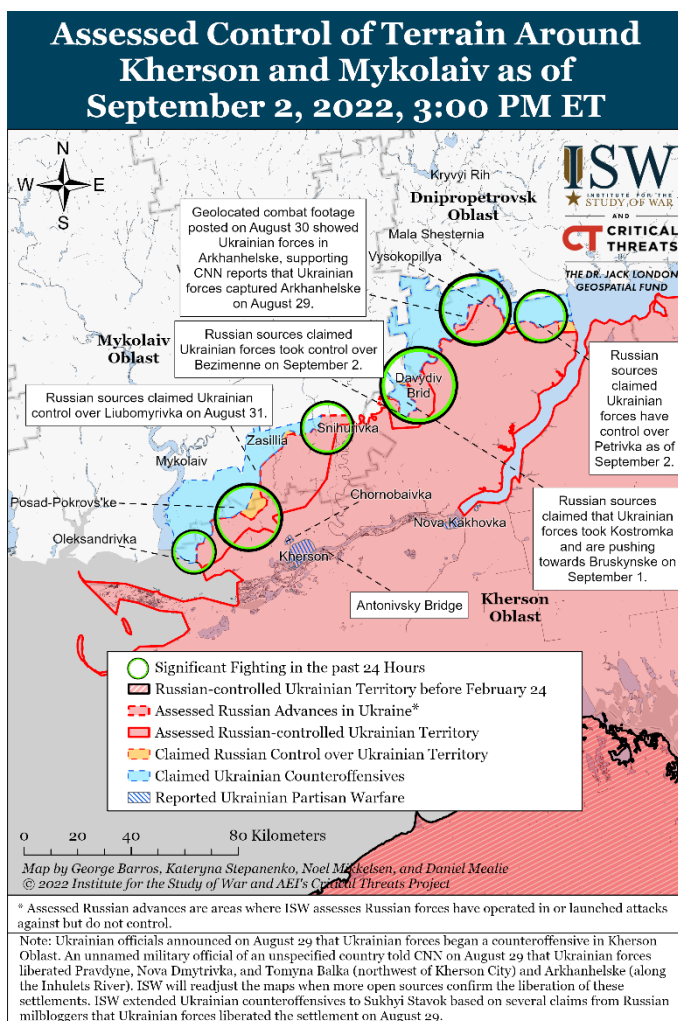 Assessed Control of Terrain Around
Kherson and Mykolaiv as of
September 2, 2022, 3:00 PM ET
N
W E
S
ISW
INSTITUTE FOR THE
STUDY OF WAR
AND
CT CRITICAL
THREATS
THE DR. JACK LONDON
GEOSPATIAL FUND
Kryvyi Rih
Dnipropetrovsk
Oblast
Mala Shesternia
Vysokopillya
Geolocated combat footage
posted on August 30 showed
Ukrainian forces in
Arkhanhelske, supporting
CNN reports that Ukrainian
forces captured Arkhanhelske
on August 29.
Mykolaiv
Oblast
Russian sources claimed
Ukrainian forces took control over
Bezimenne on September 2.
Russian sources claimed Ukrainian
control over Liubomyrivka on August 31.
Russian
sources
claimed
Ukrainian
forces have
control over
Petrivka as of
September 2.
Davydiv
Brid
Snihurivka
Zasillia
Mykolaiv
Chornobaivka
Posad-Pokrovs'ke
Nova Kakhovka
Oleksandrivka
Kherson
Russian sources
claimed that Ukrainian
forces took Kostromka
and are pushing
towards Bruskynske on
September 1.
Antonivsky Bridge
Kherson
Oblast
Significant Fighting in the past 24 Hours
Russian-controlled Ukrainian Territory before February 24
Assessed Russian Advances in Ukraine*
Assessed Russian-controlled Ukrainian Territory
Claimed Russian Control over Ukrainian Territory
Claimed Ukrainian Counteroffensives
Reported Ukrainian Partisan Warfare
0 20 40 80 Kilometers
Map by George Barros, Kateryna Stepanenko, Noel Mikkelsen, and Daniel Mealie
© 2022 Institute for the Study of War and AEI's Critical Threats Project
* Assessed Russian advances are areas where ISW assesses Russian forces have operated in or launched attacks
against but do not control.
Note: Ukrainian officials announced on August 29 that Ukrainian forces began a counteroffensive in Kherson
Oblast. An unnamed military official of an unspecified country told CNN on August 29 that Ukrainian forces
liberated Pravdyne, Nova Dmytrivka, and Tomyna Balka (northwest of Kherson City) and Arkhanhelske (along
the Inhulets River). ISW will readjust the maps when more open sources confirm the liberation of these
settlements. ISW extended Ukrainian counteroffensives to Sukhyi Stavok based on several claims from Russian
milbloggers that Ukrainian forces liberated the settlement on August 29.